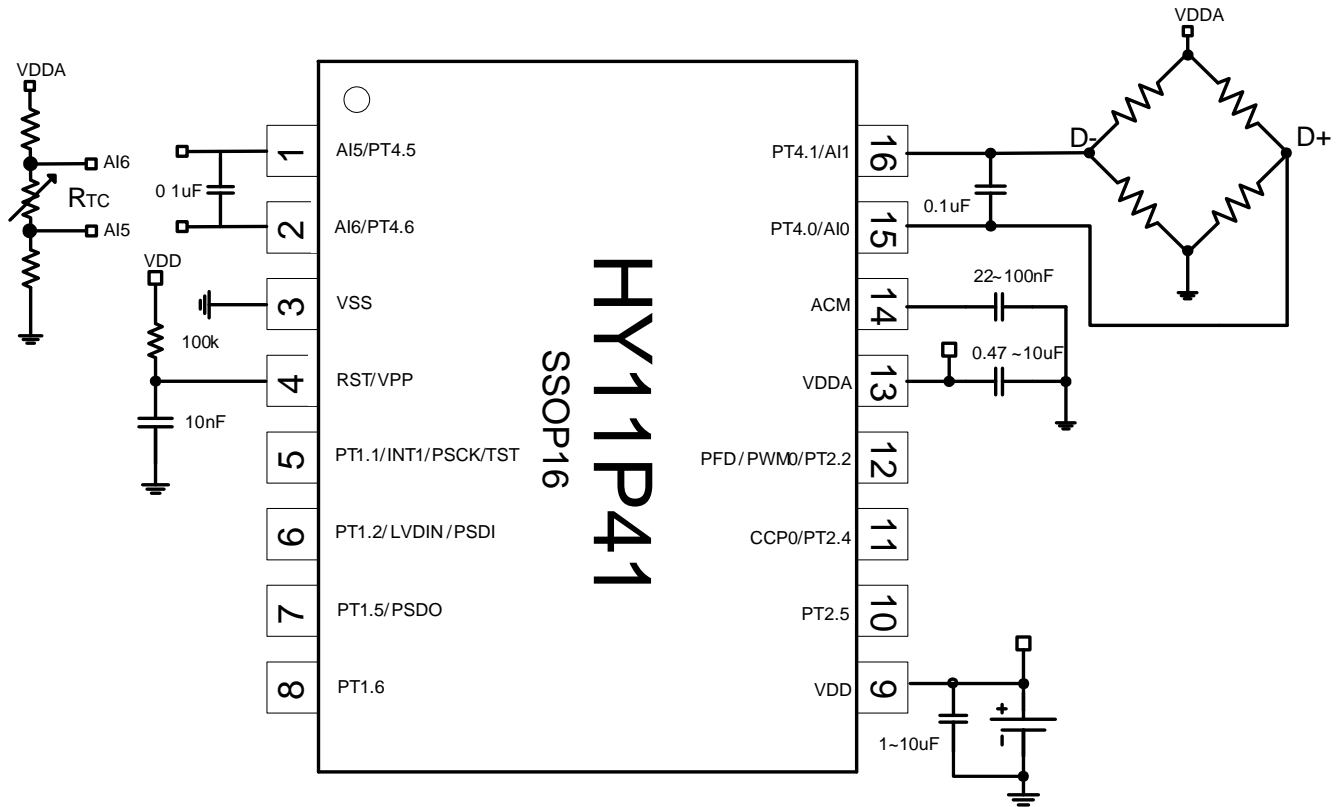 VDDA
AI6
RTC
AI5
VDD
100k
10nF
0 1uF
1 AI5/PT4.5
2 AI6/PT4.6
3 VSS
4 RST/VPP
5 PT1.1/INT1/PSCK/TST
6 PT1.2/LVDIN/PSDI
7 PT1.5/PSDO
8 PT1.6
HY11P41
SSOP16
PT4.1/AI1 16
PT4.0/AI0 15
ACM 14
VDDA 13
PFD/PWM0/PT2.2 12
CCP0/PT2.4 11
PT2.5 10
VDD 9
VDDA
D-
D+
0.1uF
22~100nF
0.47 ~10uF
+
1~10uF